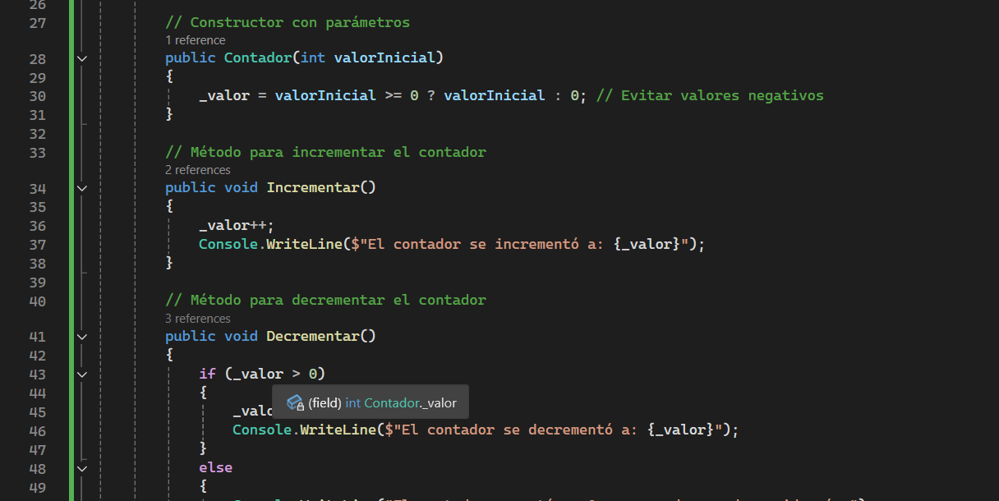 26
27 // Constructor con parámetros
1 reference
28 public Contador(int valorInicial)
29 {
30 _valor = valorInicial >= 0 ? valorInicial : 0; // Evitar valores negativos
31 }
32
33 // Método para incrementar el contador
2 references
34 public void Incrementar()
35 {
36 _valor++;
37 Console.WriteLine($"El contador se incrementó a: {_valor}");
38 }
39
40 // Método para decrementar el contador
3 references
41 public void Decrementar()
42 {
43 if (_valor > 0)
44 {
(field) int Contador._valor
45
46 Console.WriteLine($"El contador se decrementó a: {_valor}");
47 }
48 else
49 {